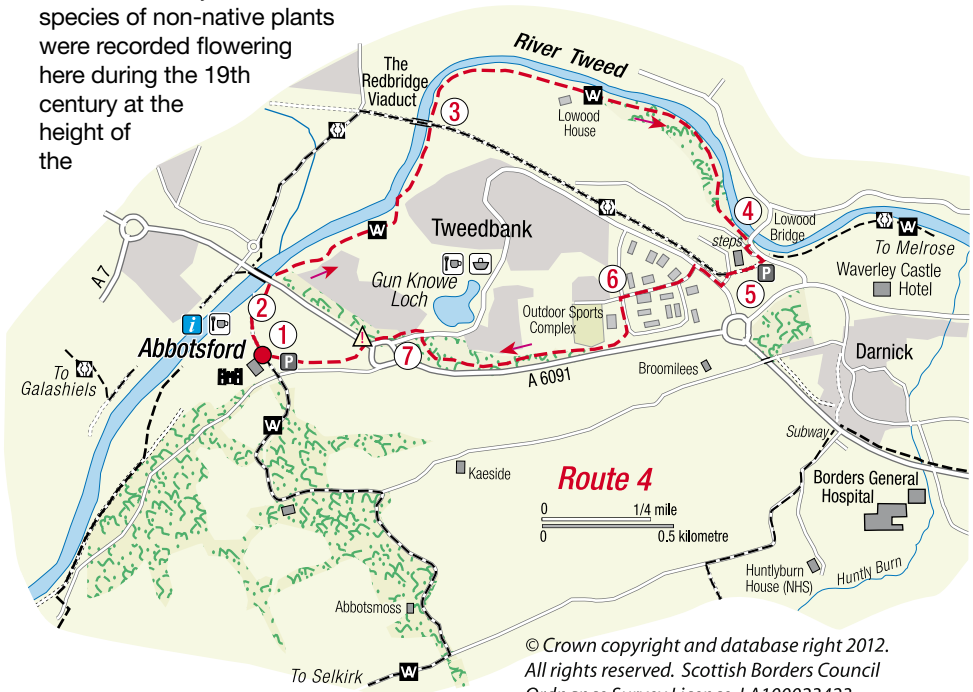 species of non-native plants
were recorded flowering
here during the 19th
century at the
height of
the
River Tweed
The
Redbridge
Viaduct
3
Lowood
House
4
Lowood
Bridge
steps
To Melrose
Waverley Castle
Hotel
P
5
Tweedbank
Gun Knowe
Loch
6
Outdoor Sports
Complex
A7
2
1
i
Abbotsford
P
7
A 6091
Broomilees
Darnick
To
Galashiels
Subway
Kaeside
Route 4
0 1/4 mile
0 0.5 kilometre
Borders General
Hospital
Huntlyburn
House (NHS)
Huntly Burn
Abbotsmoss
To Selkirk
© Crown copyright and database right 2012.
All rights reserved. Scottish Borders Council